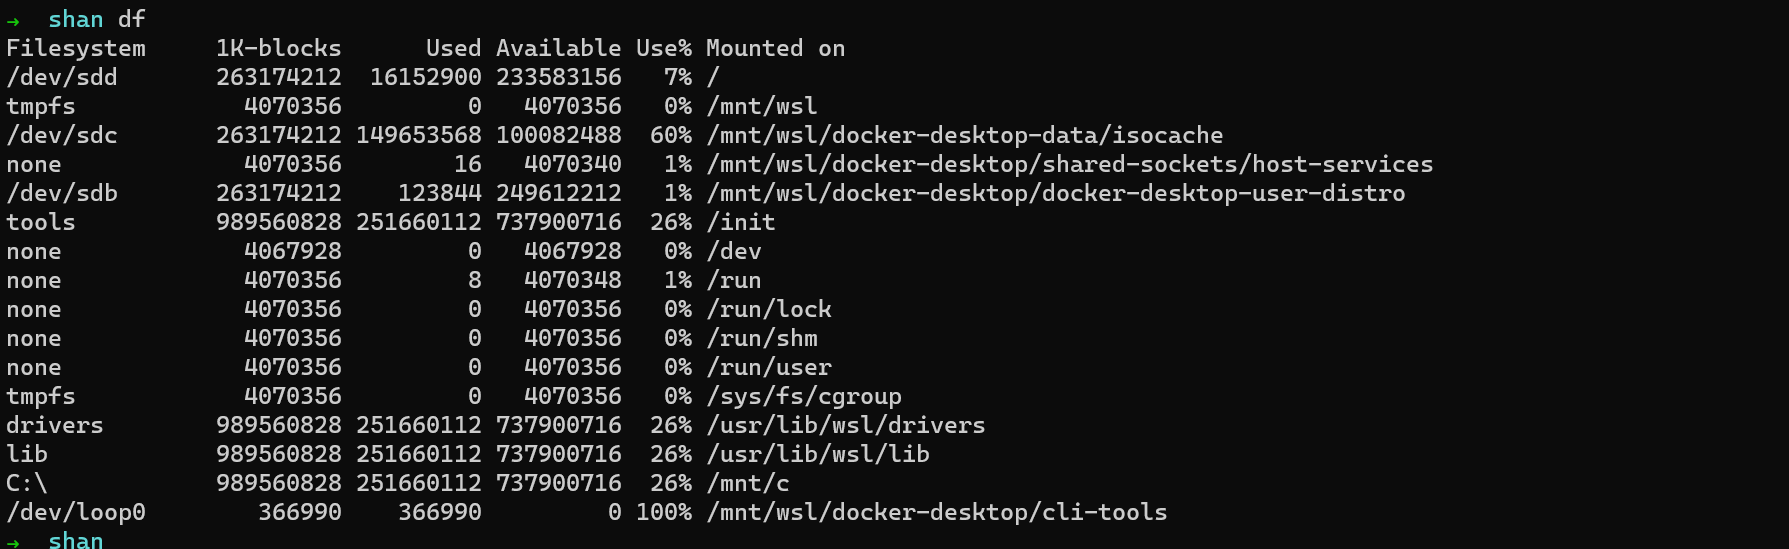 →  shan df
Filesystem     1K-blocks      Used Available Use% Mounted on
/dev/sdd       263174212  16152900 233583156   7% /
tmpfs            4070356         0   4070356   0% /mnt/wsl
/dev/sdc       263174212 149653568 100082488  60% /mnt/wsl/docker-desktop-data/isocache
none             4070356        16   4070340   1% /mnt/wsl/docker-desktop/shared-sockets/host-services
/dev/sdb       263174212    123844 249612212   1% /mnt/wsl/docker-desktop/docker-desktop-user-distro
tools          989560828 251660112 737900716  26% /init
none             4067928         0   4067928   0% /dev
none             4070356         8   4070348   1% /run
none             4070356         0   4070356   0% /run/lock
none             4070356         0   4070356   0% /run/shm
none             4070356         0   4070356   0% /run/user
tmpfs            4070356         0   4070356   0% /sys/fs/cgroup
drivers        989560828 251660112 737900716  26% /usr/lib/wsl/drivers
lib            989560828 251660112 737900716  26% /usr/lib/wsl/lib
C:\            989560828 251660112 737900716  26% /mnt/c
/dev/loop0        366990    366990         0 100% /mnt/wsl/docker-desktop/cli-tools
→  shan